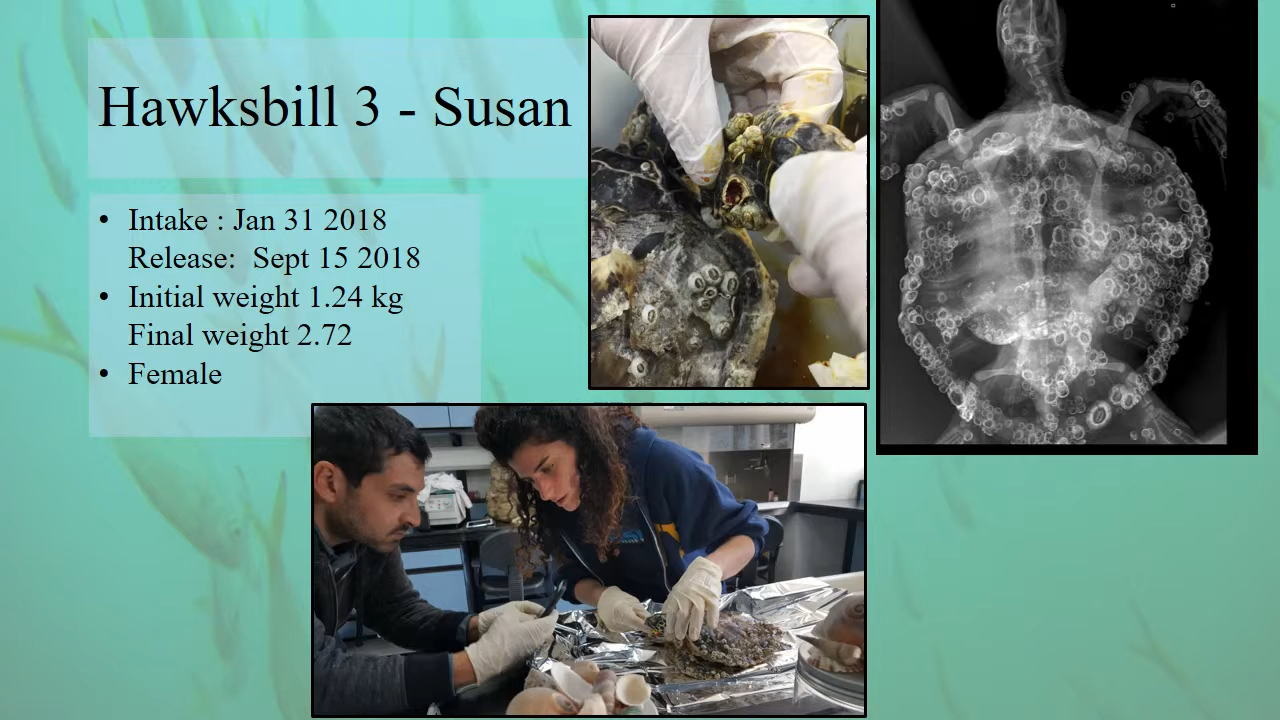 Hawksbill 3 - Susan
• Intake : Jan 31 2018
Release:  Sept 15 2018
• Initial weight 1.24 kg
Final weight 2.72
• Female